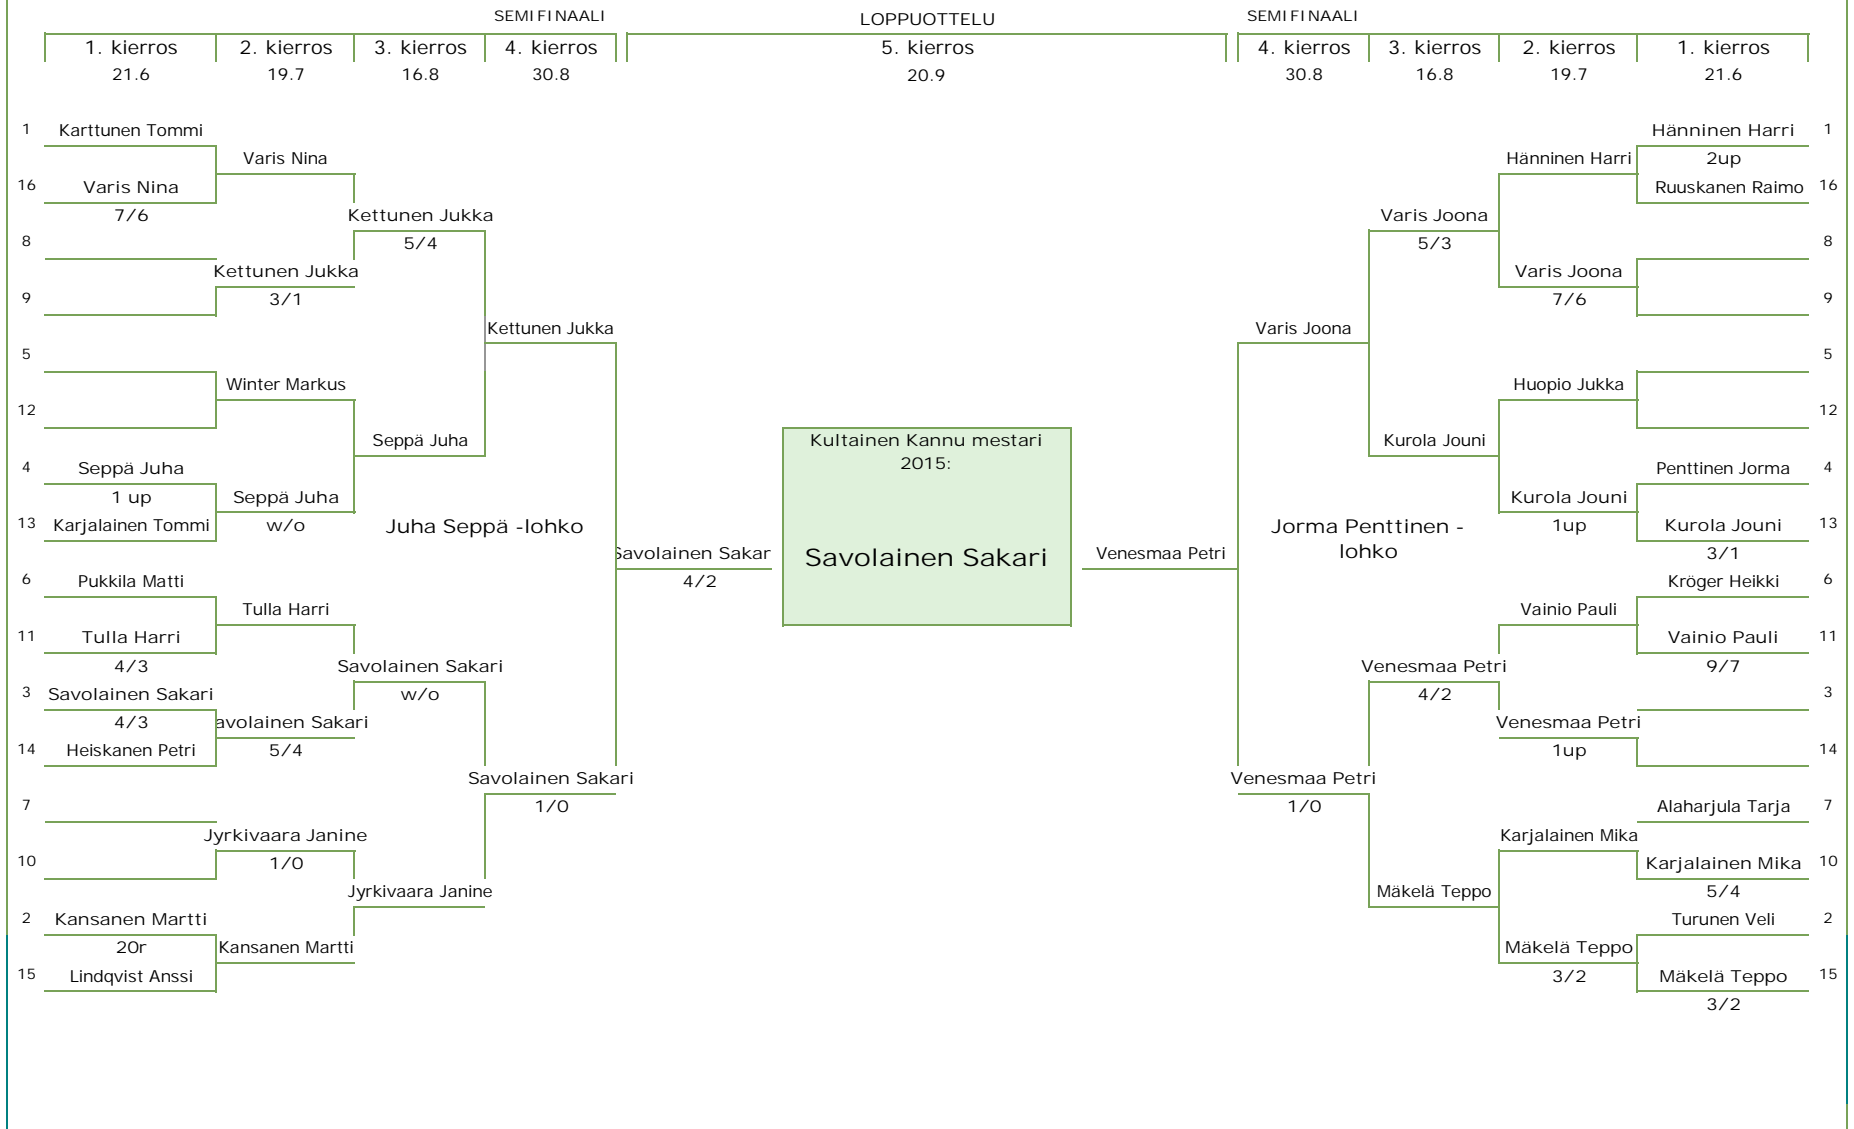 SEMIFINAALI LOPPUOTTELU SEMIFINAALI
1. kierros 2. kierros 3. kierros 4. kierros 5. kierros 4. kierros 3. kierros 2. kierros 1. kierros
21.6 19.7 16.8 30.8 20.9 30.8 16.8 19.7 21.6
1 Karttunen Tommi Hänninen Harri 1
Varis Nina Hänninen Harri 2up
16 Varis Nina Ruuskanen Raimo 16
7/6 Kettunen Jukka Varis Joona
8 5/4 5/3 8
Kettunen Jukka Varis Joona
9 3/1 7/6 9
Kettunen Jukka Varis Joona
5 5
Winter Markus Huopio Jukka
12 12
Seppä Juha Kultainen Kannu mestari Kurola Jouni
2015:
4 Seppä Juha Penttinen Jorma 4
1 up Seppä Juha Kurola Jouni
13 Karjalainen Tommi w/o Juha Seppä -lohko Jorma Penttinen - 1up Kurola Jouni 13
lohko
Savolainen Sakar Savolainen Sakari Venesmaa Petri 3/1
6 Pukkila Matti 4/2 Kröger Heikki 6
Tulla Harri Vainio Pauli
11 Tulla Harri Vainio Pauli 11
4/3 Savolainen Sakari Venesmaa Petri 9/7
3 Savolainen Sakari w/o 4/2 3
4/3 avolainen Sakari Venesmaa Petri
14 Heiskanen Petri 5/4 1up 14
Savolainen Sakari Venesmaa Petri
7 1/0 1/0 Alaharjula Tarja 7
Jyrkivaara Janine Karjalainen Mika
10 1/0 Karjalainen Mika 10
Jyrkivaara Janine Mäkelä Teppo 5/4
2 Kansanen Martti Turunen Veli 2
20r Kansanen Martti Mäkelä Teppo
15 Lindqvist Anssi 3/2 Mäkelä Teppo 15
3/2